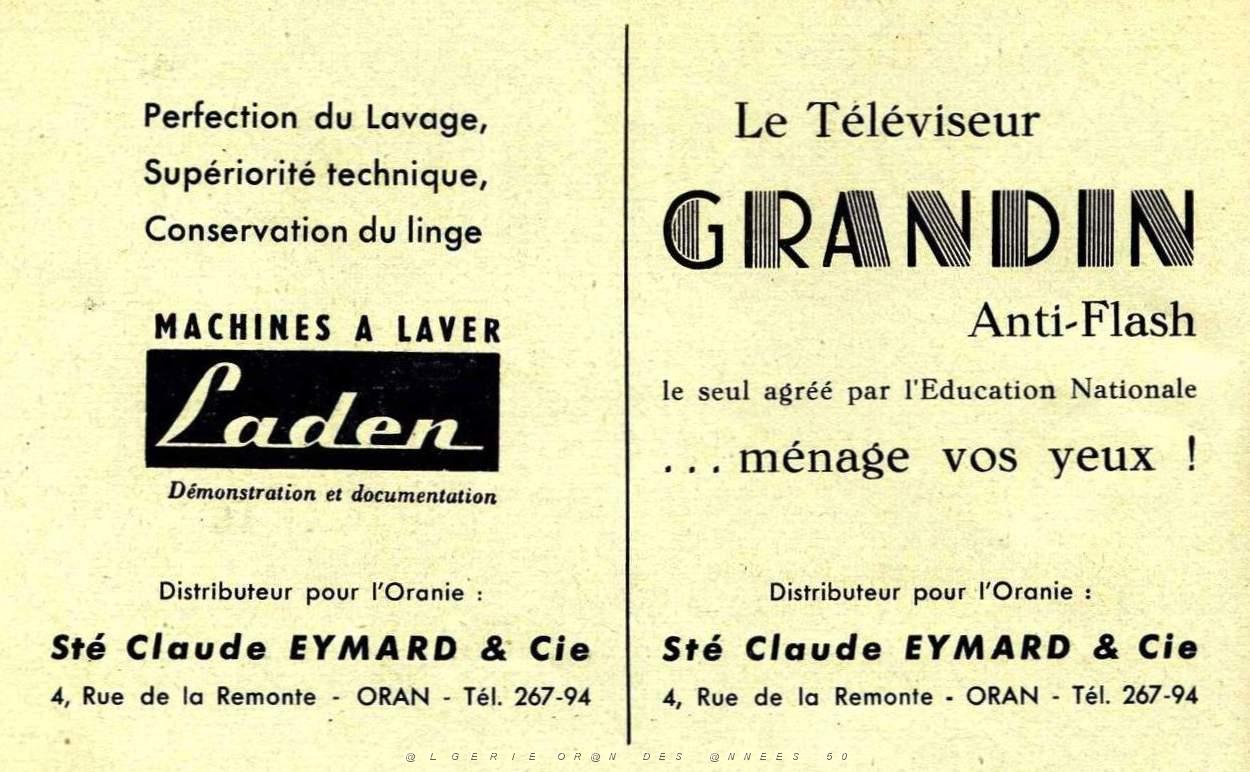 Perfection du Lavage,
Supériorité technique,
Conservation du linge
MACHINES A LAVER
Laden
Démonstration et documentation
Distributeur pour l'Oranie :
Sté Claude EYMARD & Cie
4, Rue de la Remonte - ORAN - Tél. 267-94
Le Téléviseur
GRANDIN
Anti-Flash
le seul agréé par l'Education Nationale
...ménage vos yeux !
Distributeur pour l'Oranie :
Sté Claude EYMARD & Cie
4, Rue de la Remonte - ORAN - Tél. 267-94
@LGERIE OR@N DES @NNEES 50